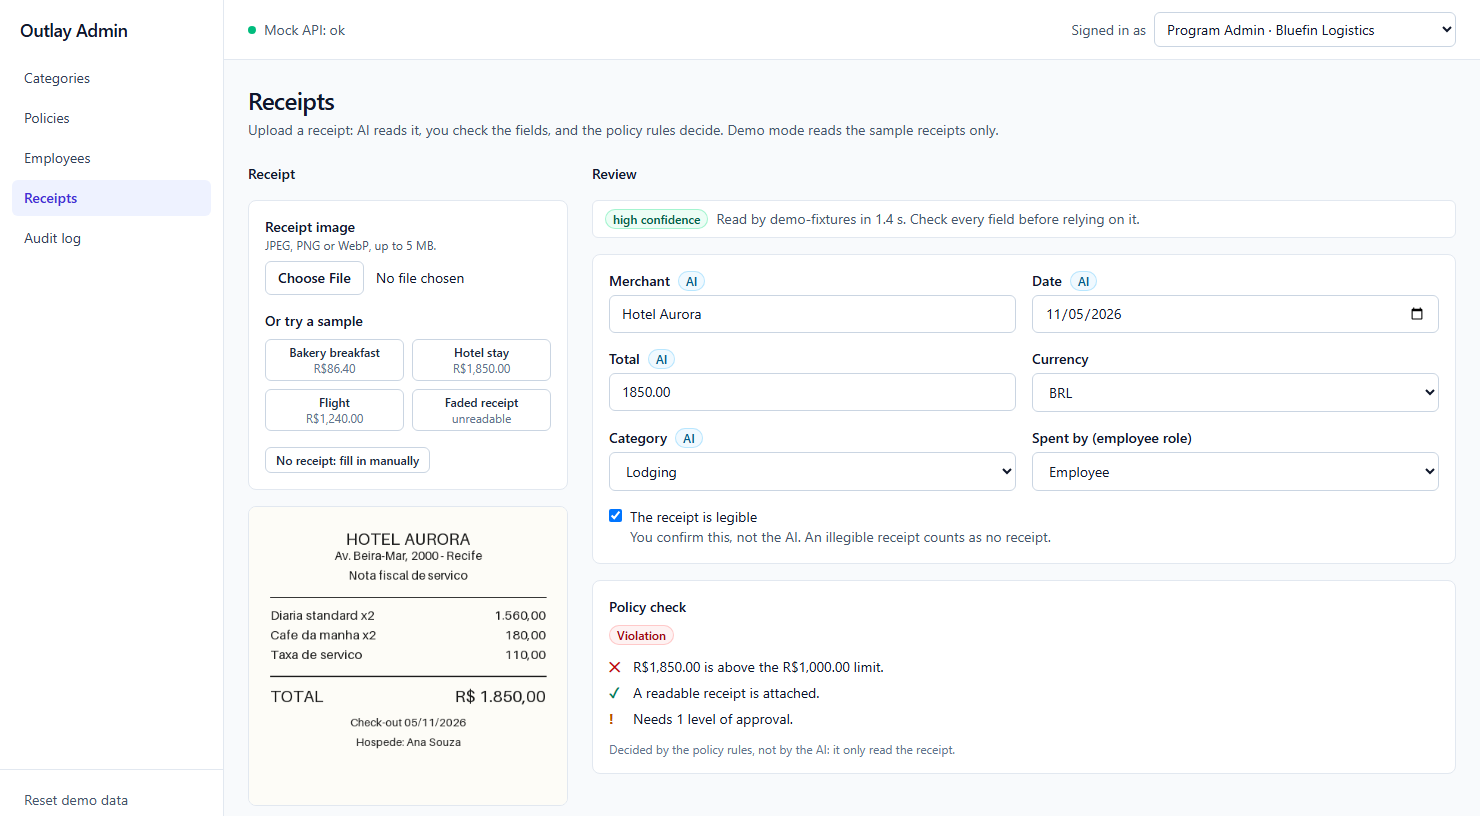 Outlay Admin
Categories
Policies
Employees
Receipts
Audit log
Reset demo data
Mock API: ok
Signed in as
Program Admin · Bluefin Logistics
Receipts
Upload a receipt: AI reads it, you check the fields, and the policy rules decide. Demo mode reads the sample receipts only.
Receipt
Receipt image
JPEG, PNG or WebP, up to 5 MB.
Choose File No file chosen
Or try a sample
Bakery breakfast
R$86.40
Hotel stay
R$1,850.00
Flight
R$1,240.00
Faded receipt
unreadable
No receipt: fill in manually
HOTEL AURORA
Av. Beira-Mar, 2000 - Recife
Nota fiscal de servico
Diaria standard x2 1.560,00
Cafe da manha x2 180,00
Taxa de servico 110,00
TOTAL R$ 1.850,00
Check-out 05/11/2026
Hospede: Ana Souza
Review
high confidence Read by demo-fixtures in 1.4 s. Check every field before relying on it.
Merchant AI
Hotel Aurora
Date AI
11/05/2026
Total AI
1850.00
Currency
BRL
Category AI
Lodging
Spent by (employee role)
Employee
The receipt is legible
You confirm this, not the AI. An illegible receipt counts as no receipt.
Policy check
Violation
R$1,850.00 is above the R$1,000.00 limit.
A readable receipt is attached.
! Needs 1 level of approval.
Decided by the policy rules, not by the AI: it only read the receipt.